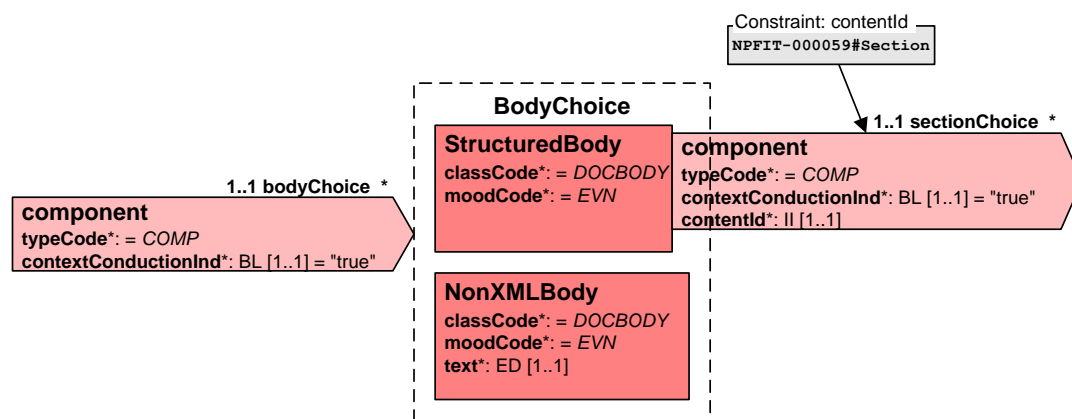 Constraint: contentId
NPFIT-000059#Section
1..1 sectionChoice *
BodyChoice
StructuredBody
classCode*: = DOCBODY
moodCode*: = EVN
component
typeCode*: = COMP
contextConductionInd*: BL [1..1] = "true"
contentId*: II [1..1]
1..1 bodyChoice *
component
typeCode*: = COMP
contextConductionInd*: BL [1..1] = "true"
NonXMLBody
classCode*: = DOCBODY
moodCode*: = EVN
text*: ED [1..1]